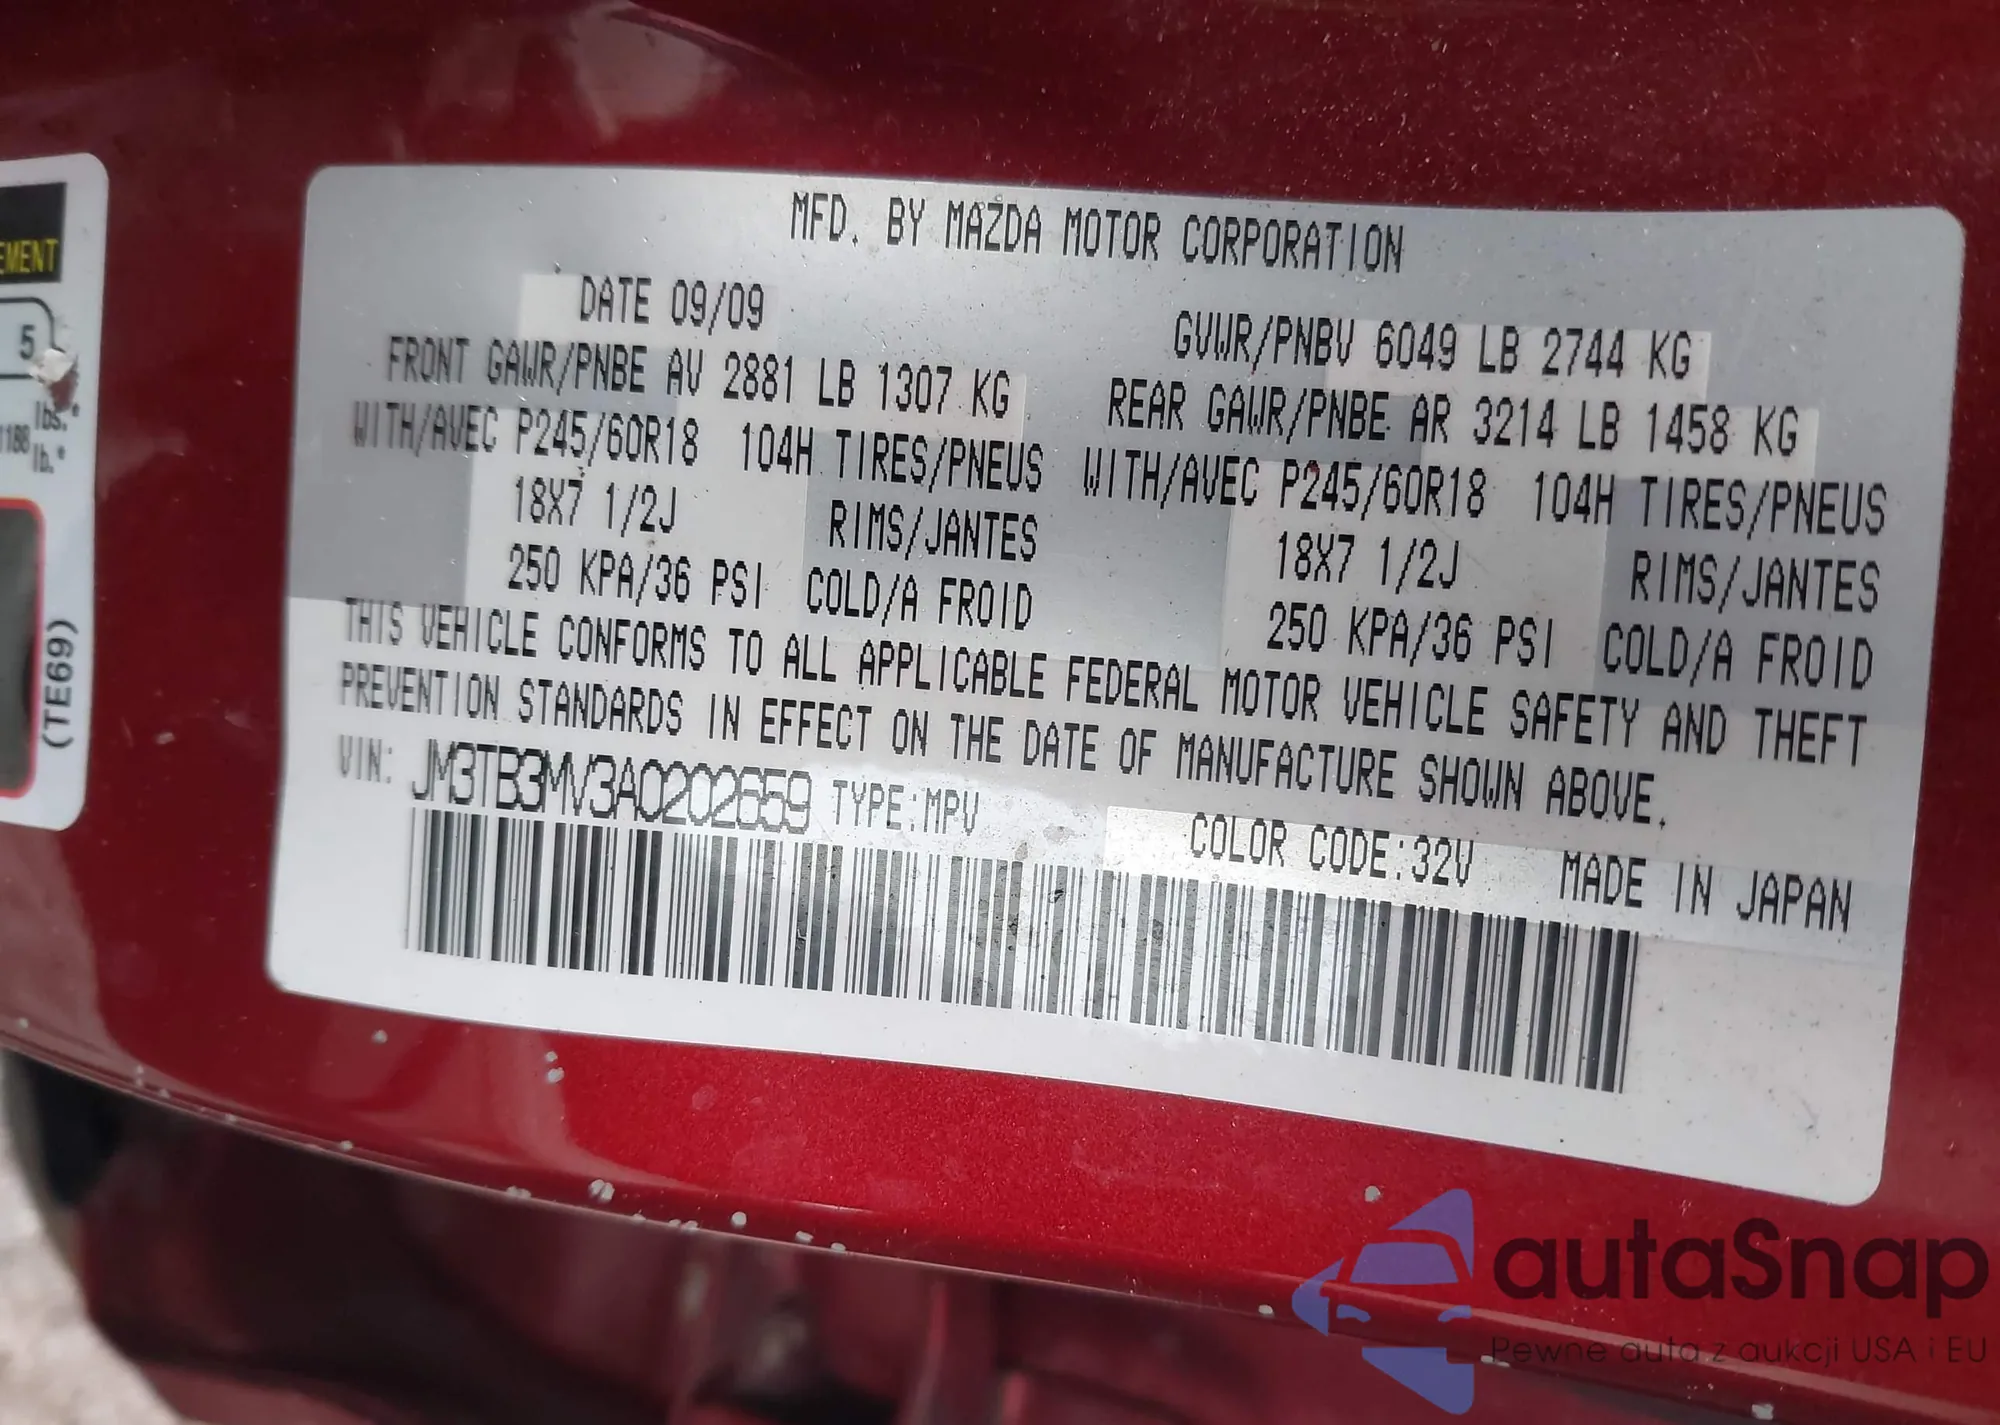 EMENT
5
lbs.*
lb.*
(TE69)
MFD. BY MAZDA MOTOR CORPORATION
DATE 09/09 GVWR/PNBV 6049 LB 2744 KG
FRONT GAWR/PNBE AV 2881 LB 1307 KG REAR GAWR/PNBE AR 3214 LB 1458 KG
WITH/AVEC P245/60R18 104H TIRES/PNEUS WITH/AVEC P245/60R18 104H TIRES/PNEUS
18X7 1/2J RIMS/JANTES 18X7 1/2J RIMS/JANTES
250 KPA/36 PSI COLD/A FROID 250 KPA/36 PSI COLD/A FROID
THIS VEHICLE CONFORMS TO ALL APPLICABLE FEDERAL MOTOR VEHICLE SAFETY AND THEFT
PREVENTION STANDARDS IN EFFECT ON THE DATE OF MANUFACTURE SHOWN ABOVE.
VIN: JM3TB3MV3A0202659 TYPE:MPV COLOR CODE:32V MADE IN JAPAN
autaSnap
Pewne auta z aukcji USA i EU